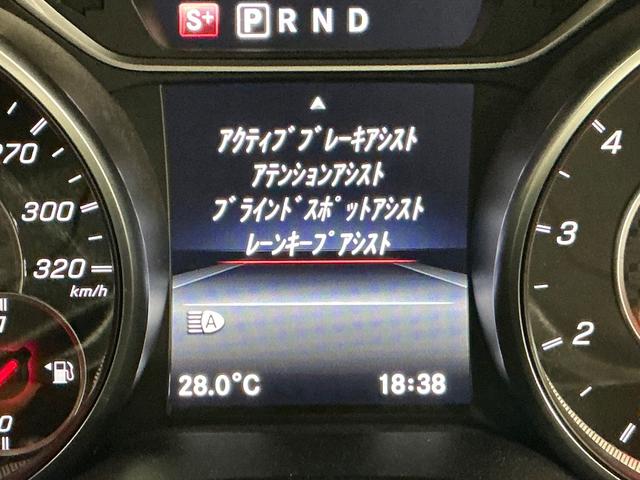 S+ P R N D
▲
ｱｸﾃｨﾌﾞﾌﾞﾚｰｷｱｼｽﾄ
ｱﾃﾝｼｮﾝｱｼｽﾄ
ﾌﾞﾗｲﾝﾄﾞｽﾎﾟｯﾄｱｼｽﾄ
ﾚｰﾝｷｰﾌﾟｱｼｽﾄ
A
28.0°C 18:38
270
300
320
km/h
4
3
2
1